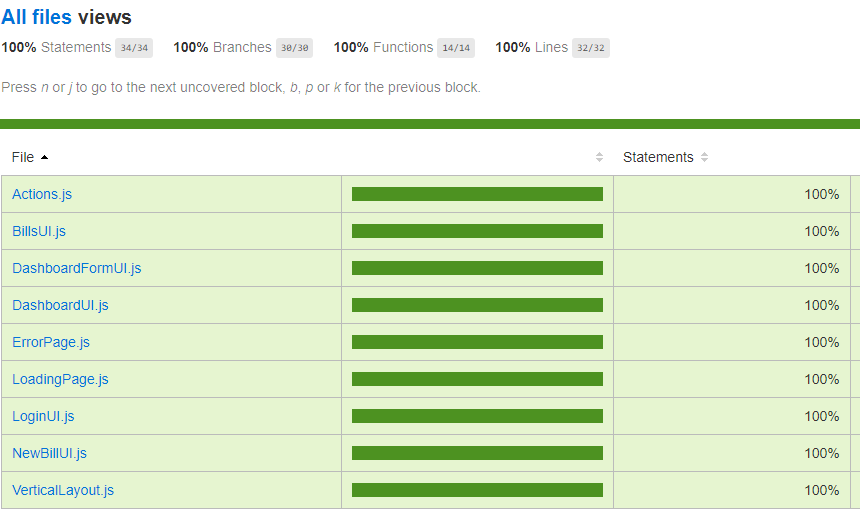 All files views
100% Statements 34/34 100% Branches 30/30 100% Functions 14/14 100% Lines 32/32
Press n or j to go to the next uncovered block, b, p or k for the previous block.
File Statements
Actions.js 100%
BillsUI.js 100%
DashboardFormUI.js 100%
DashboardUI.js 100%
ErrorPage.js 100%
LoadingPage.js 100%
LoginUI.js 100%
NewBillUI.js 100%
VerticalLayout.js 100%